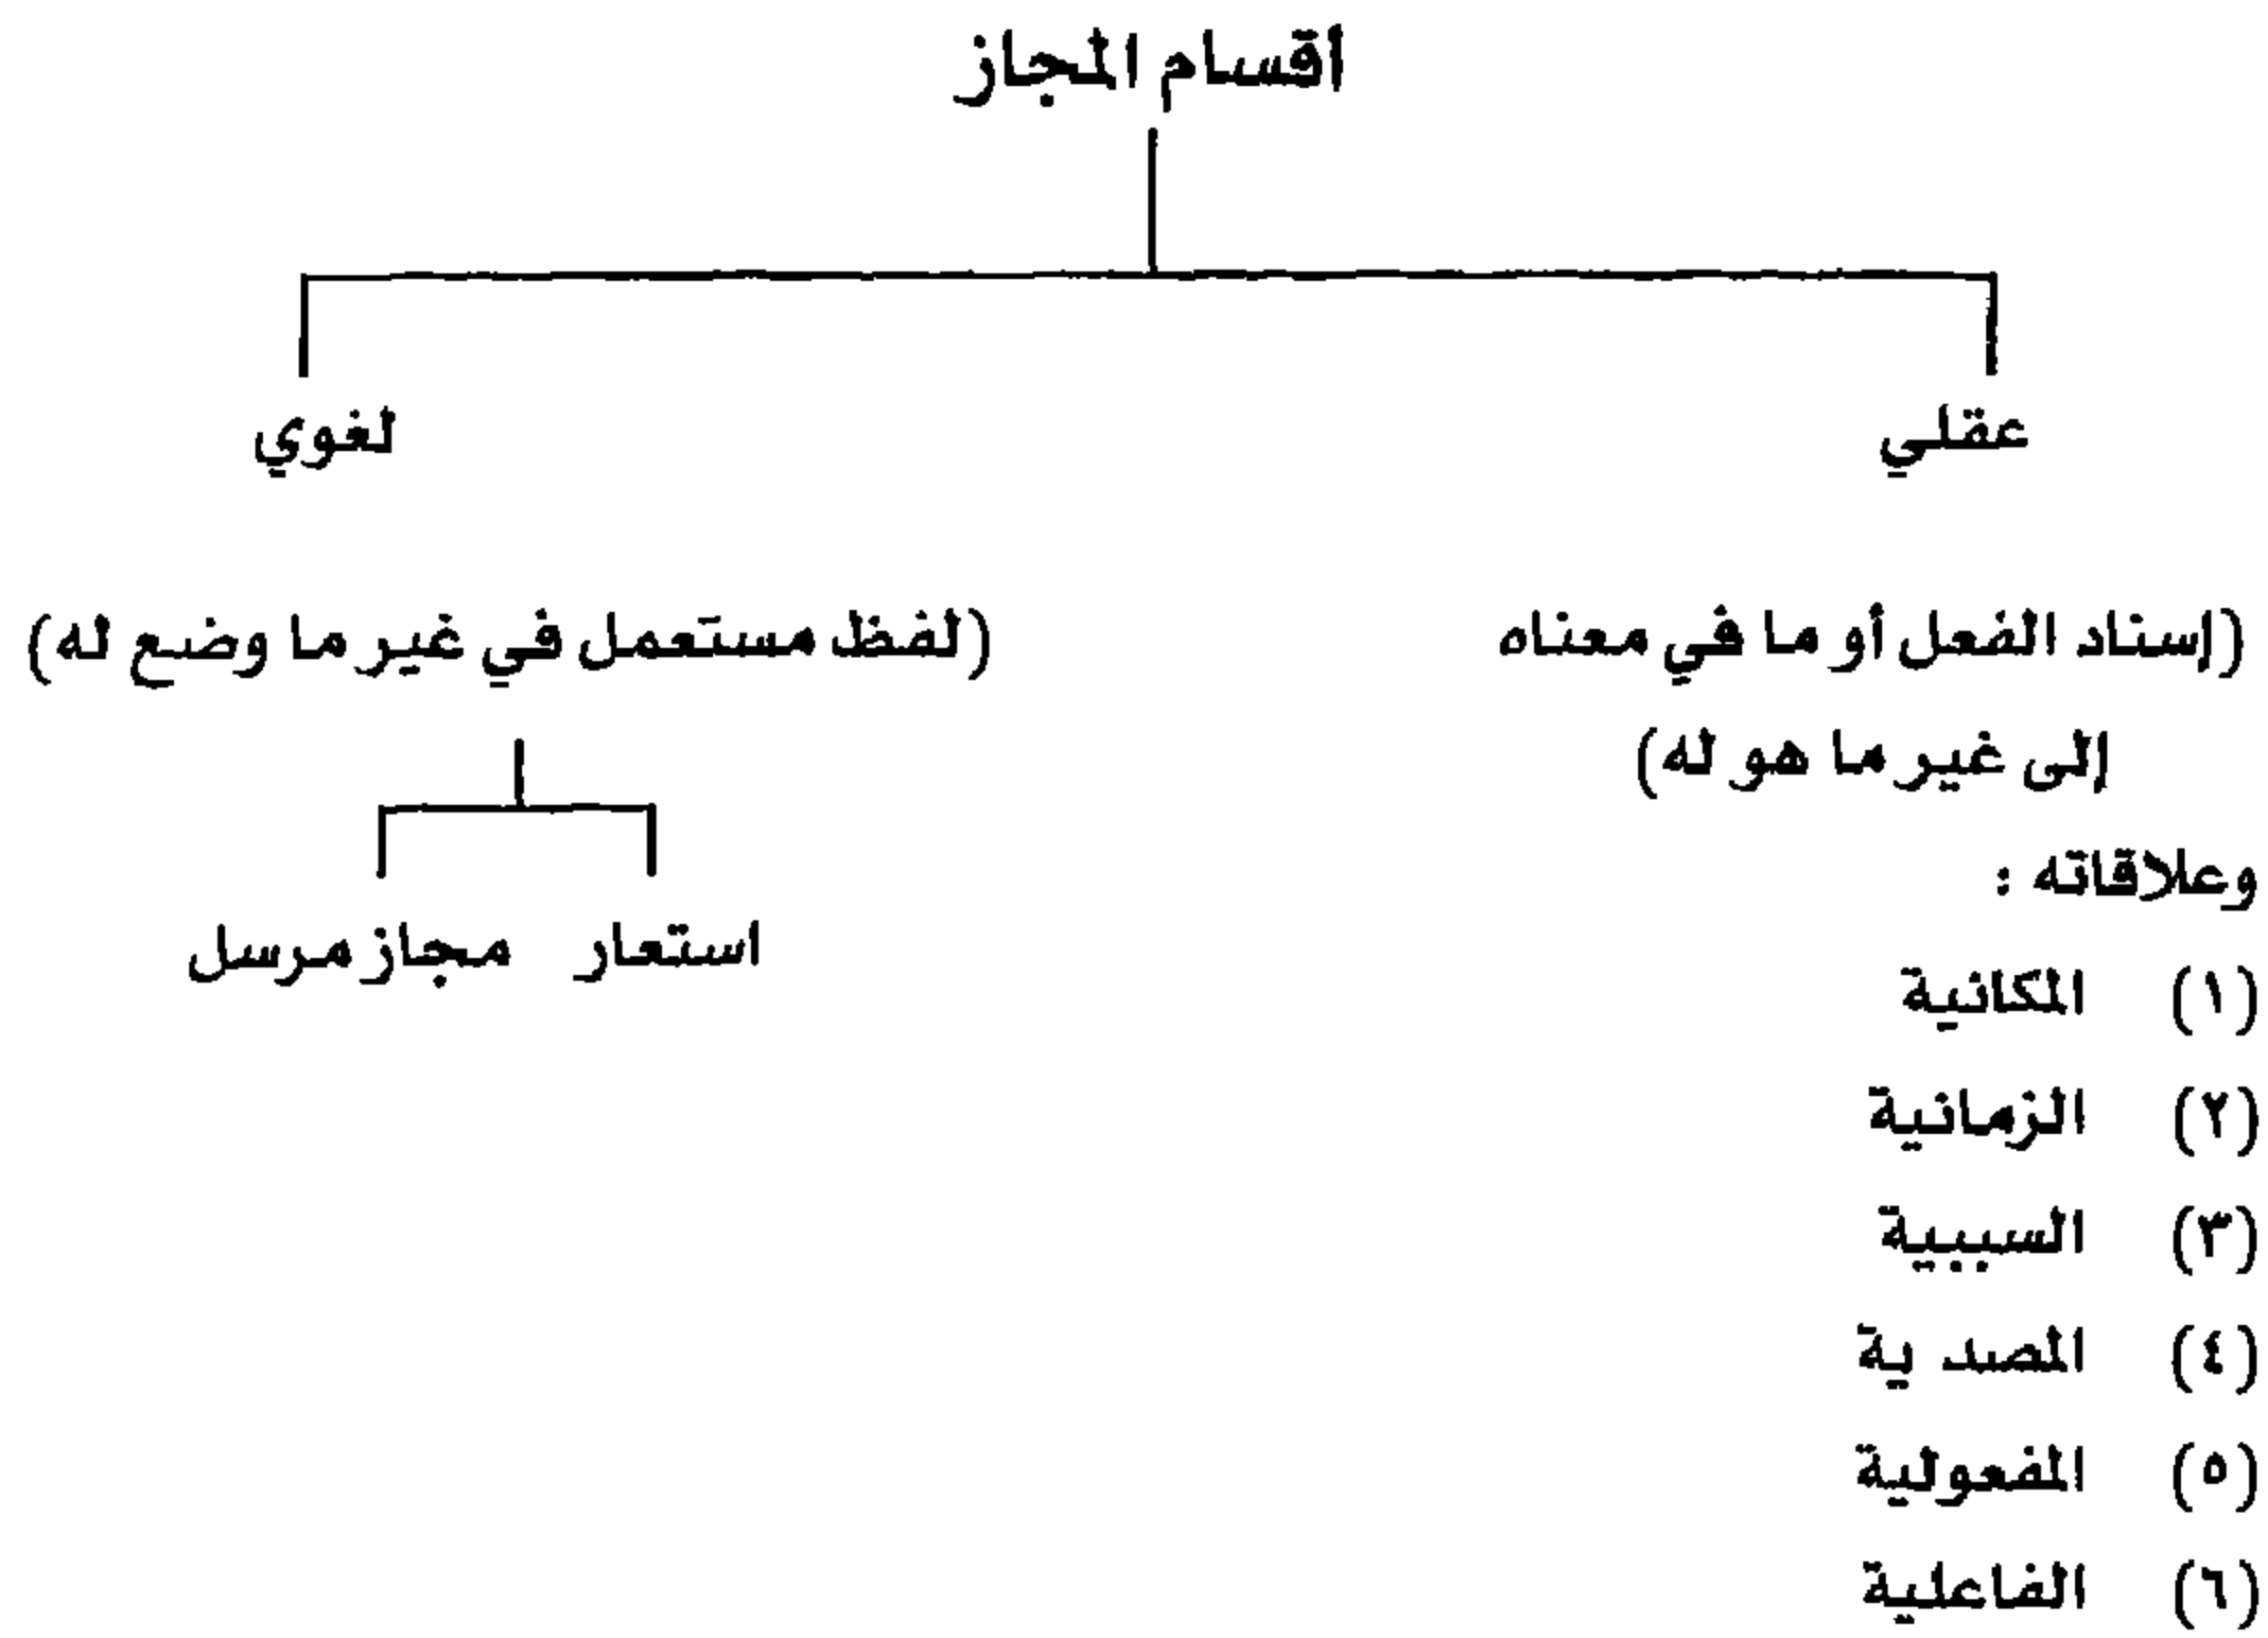 اقسام المجاز
عقلي
(إسناد الفعل أو ما في معناه
إلى غير ما هو له)
وعلاقاته :
(١) المكانية
(٢) الزمانية
(٣) السببية
(٤) المصد ية
(٥) المفعولية
(٦) الفاعلية
لغوي
(لفظ مستعمل في غير ما وضع له)
استعار مجاز مرسل